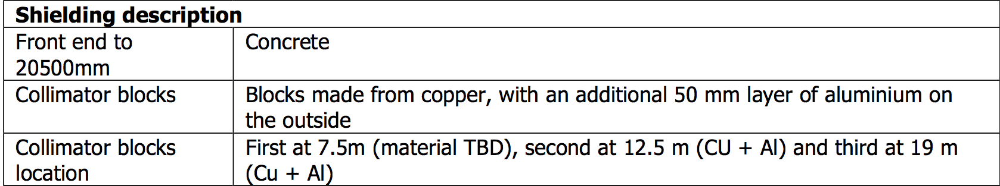 Shielding description
Front end to
20500mm
Concrete
Collimator blocks
Blocks made from copper, with an additional 50 mm layer of aluminium on
the outside
Collimator blocks
location
First at 7.5m (material TBD), second at 12.5 m (CU + Al) and third at 19 m
(Cu + Al)